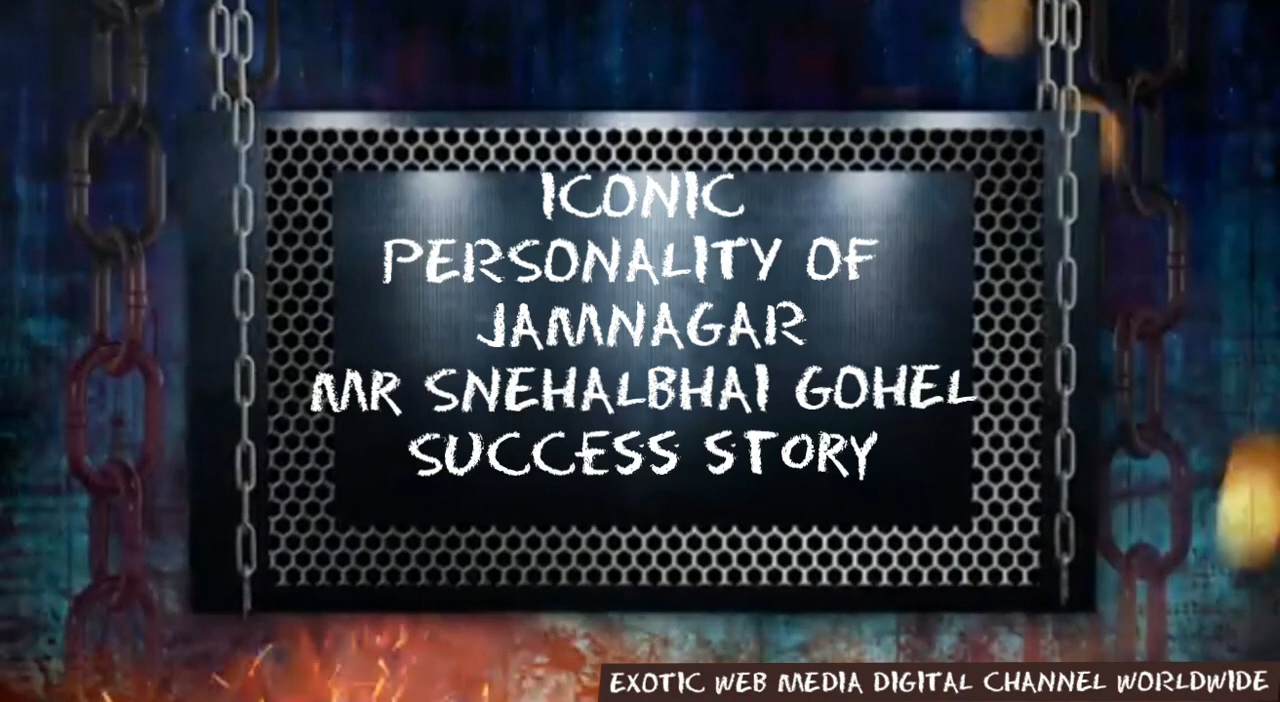 ICONIC
PERSONALITY OF
JAMNAGAR
MR SNEHALBHAI GOHEL
SUCCESS STORY
EXOTIC WEB MEDIA DIGITAL CHANNEL WORLDWIDE